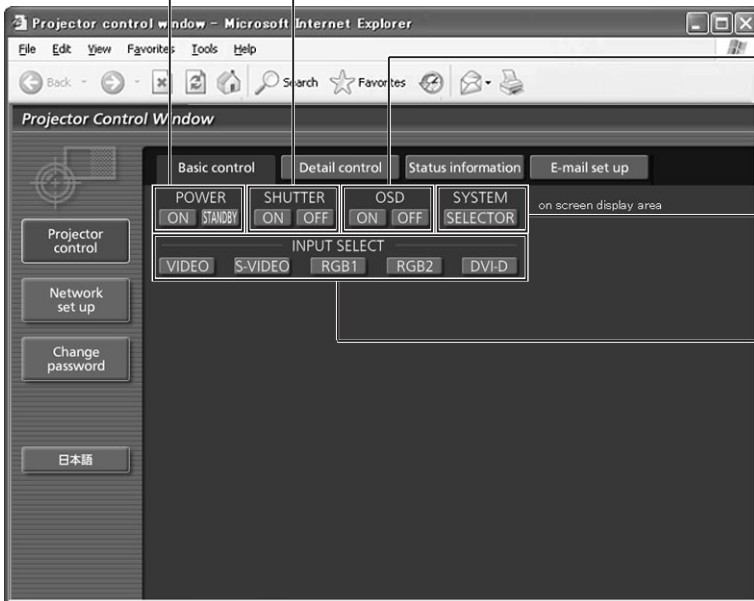 Projector control window - Microsoft Internet Explorer
File Edit View Favorites Tools Help
Back Search Favorites
Projector Control Window
Basic control Detail control Status information E-mail set up
POWER SHUTTER OSD SYSTEM
ON STANDBY ON OFF ON OFF SELECTOR
on screen display area
INPUT SELECT
VIDEO S-VIDEO RGB1 RGB2 DVI-D
Projector
control
Network
set up
Change
password
日本語